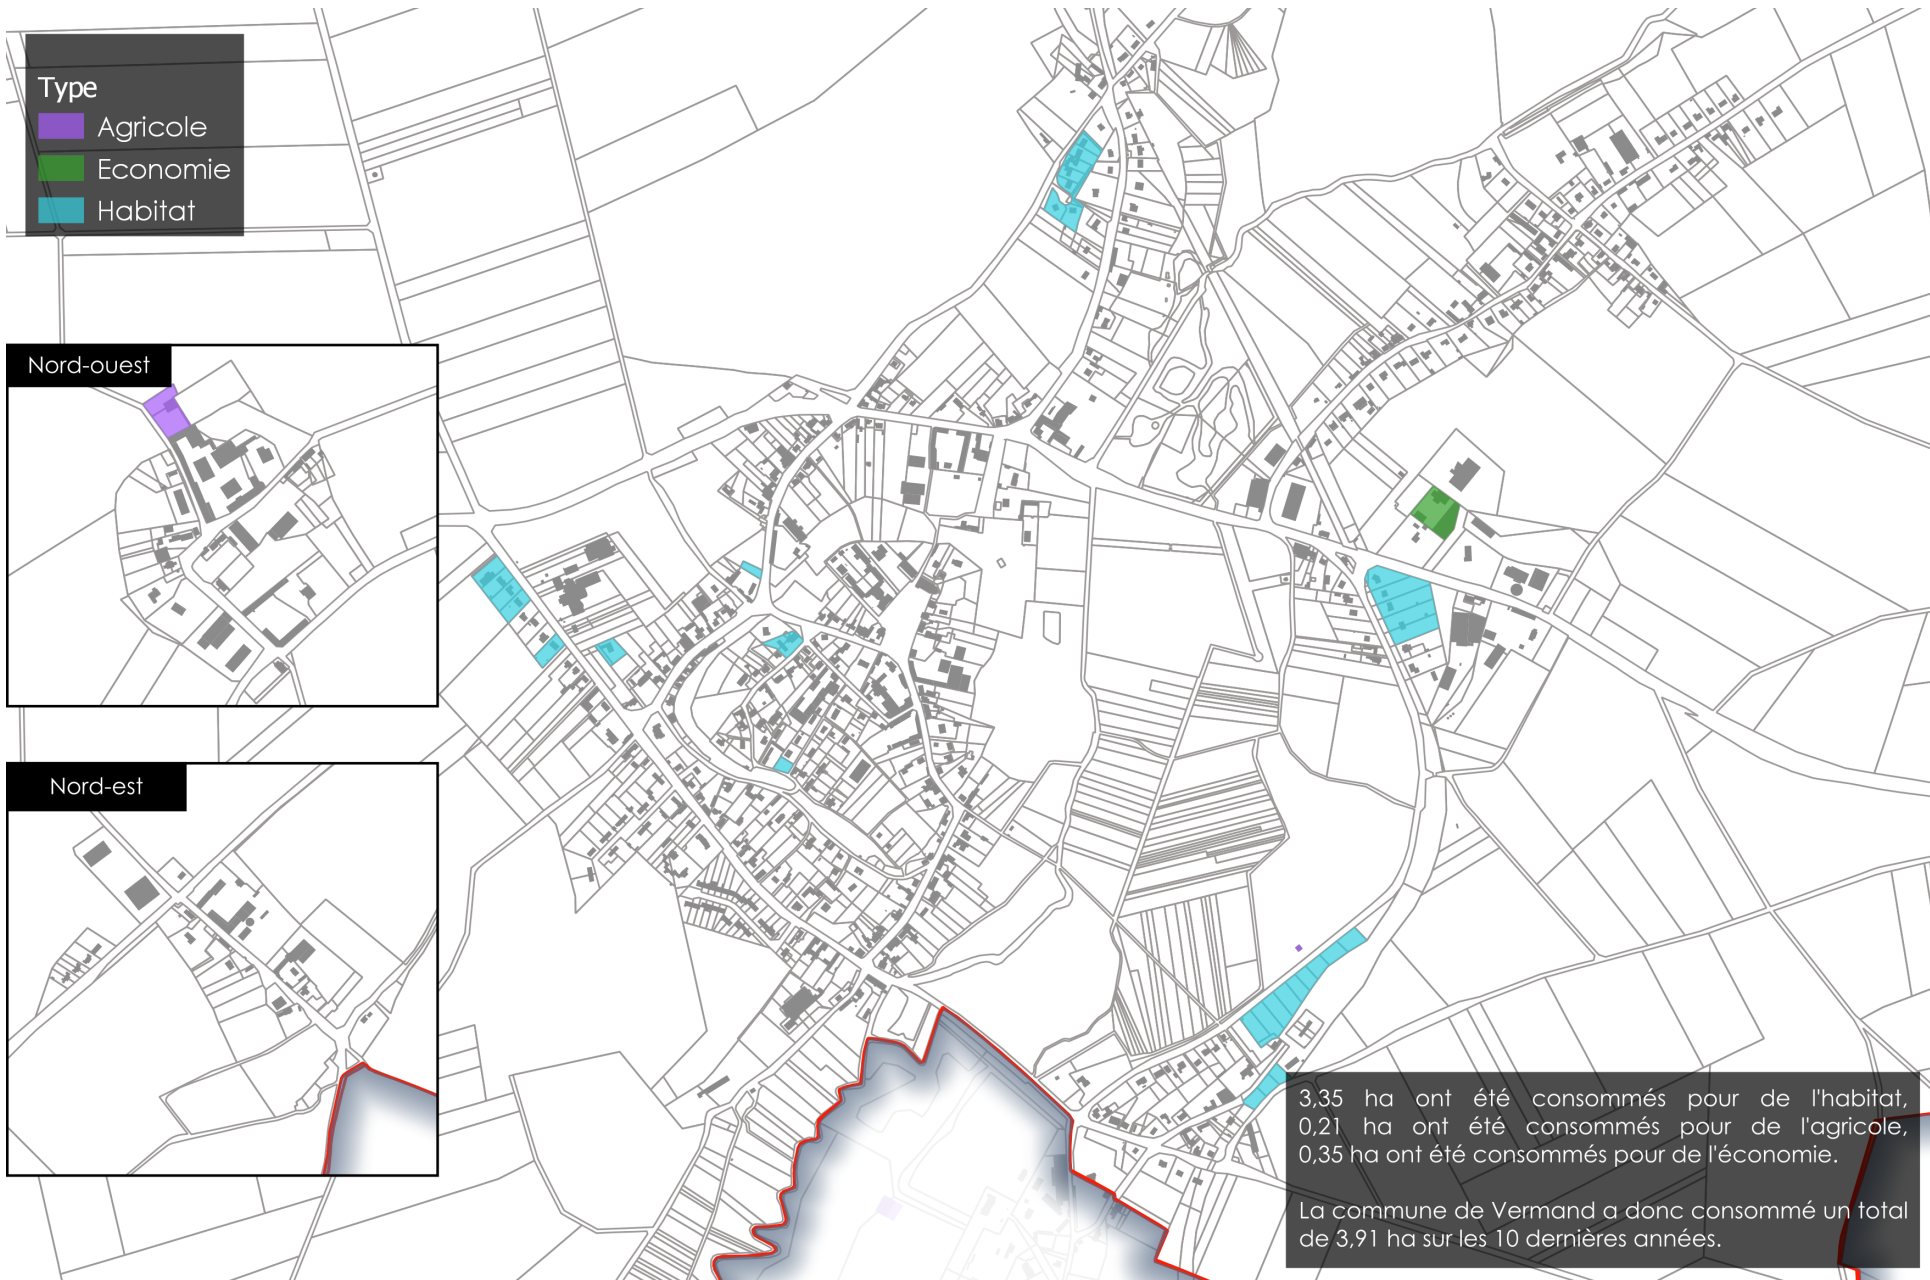 Type
Agricole
Economie
Habitat
Nord-ouest
Nord-est
3,35 ha ont été consommés pour de l'habitat,
0,21 ha ont été consommés pour de l'agricole,
0,35 ha ont été consommés pour de l'économie.
La commune de Vermand a donc consommé un total
de 3,91 ha sur les 10 dernières années.